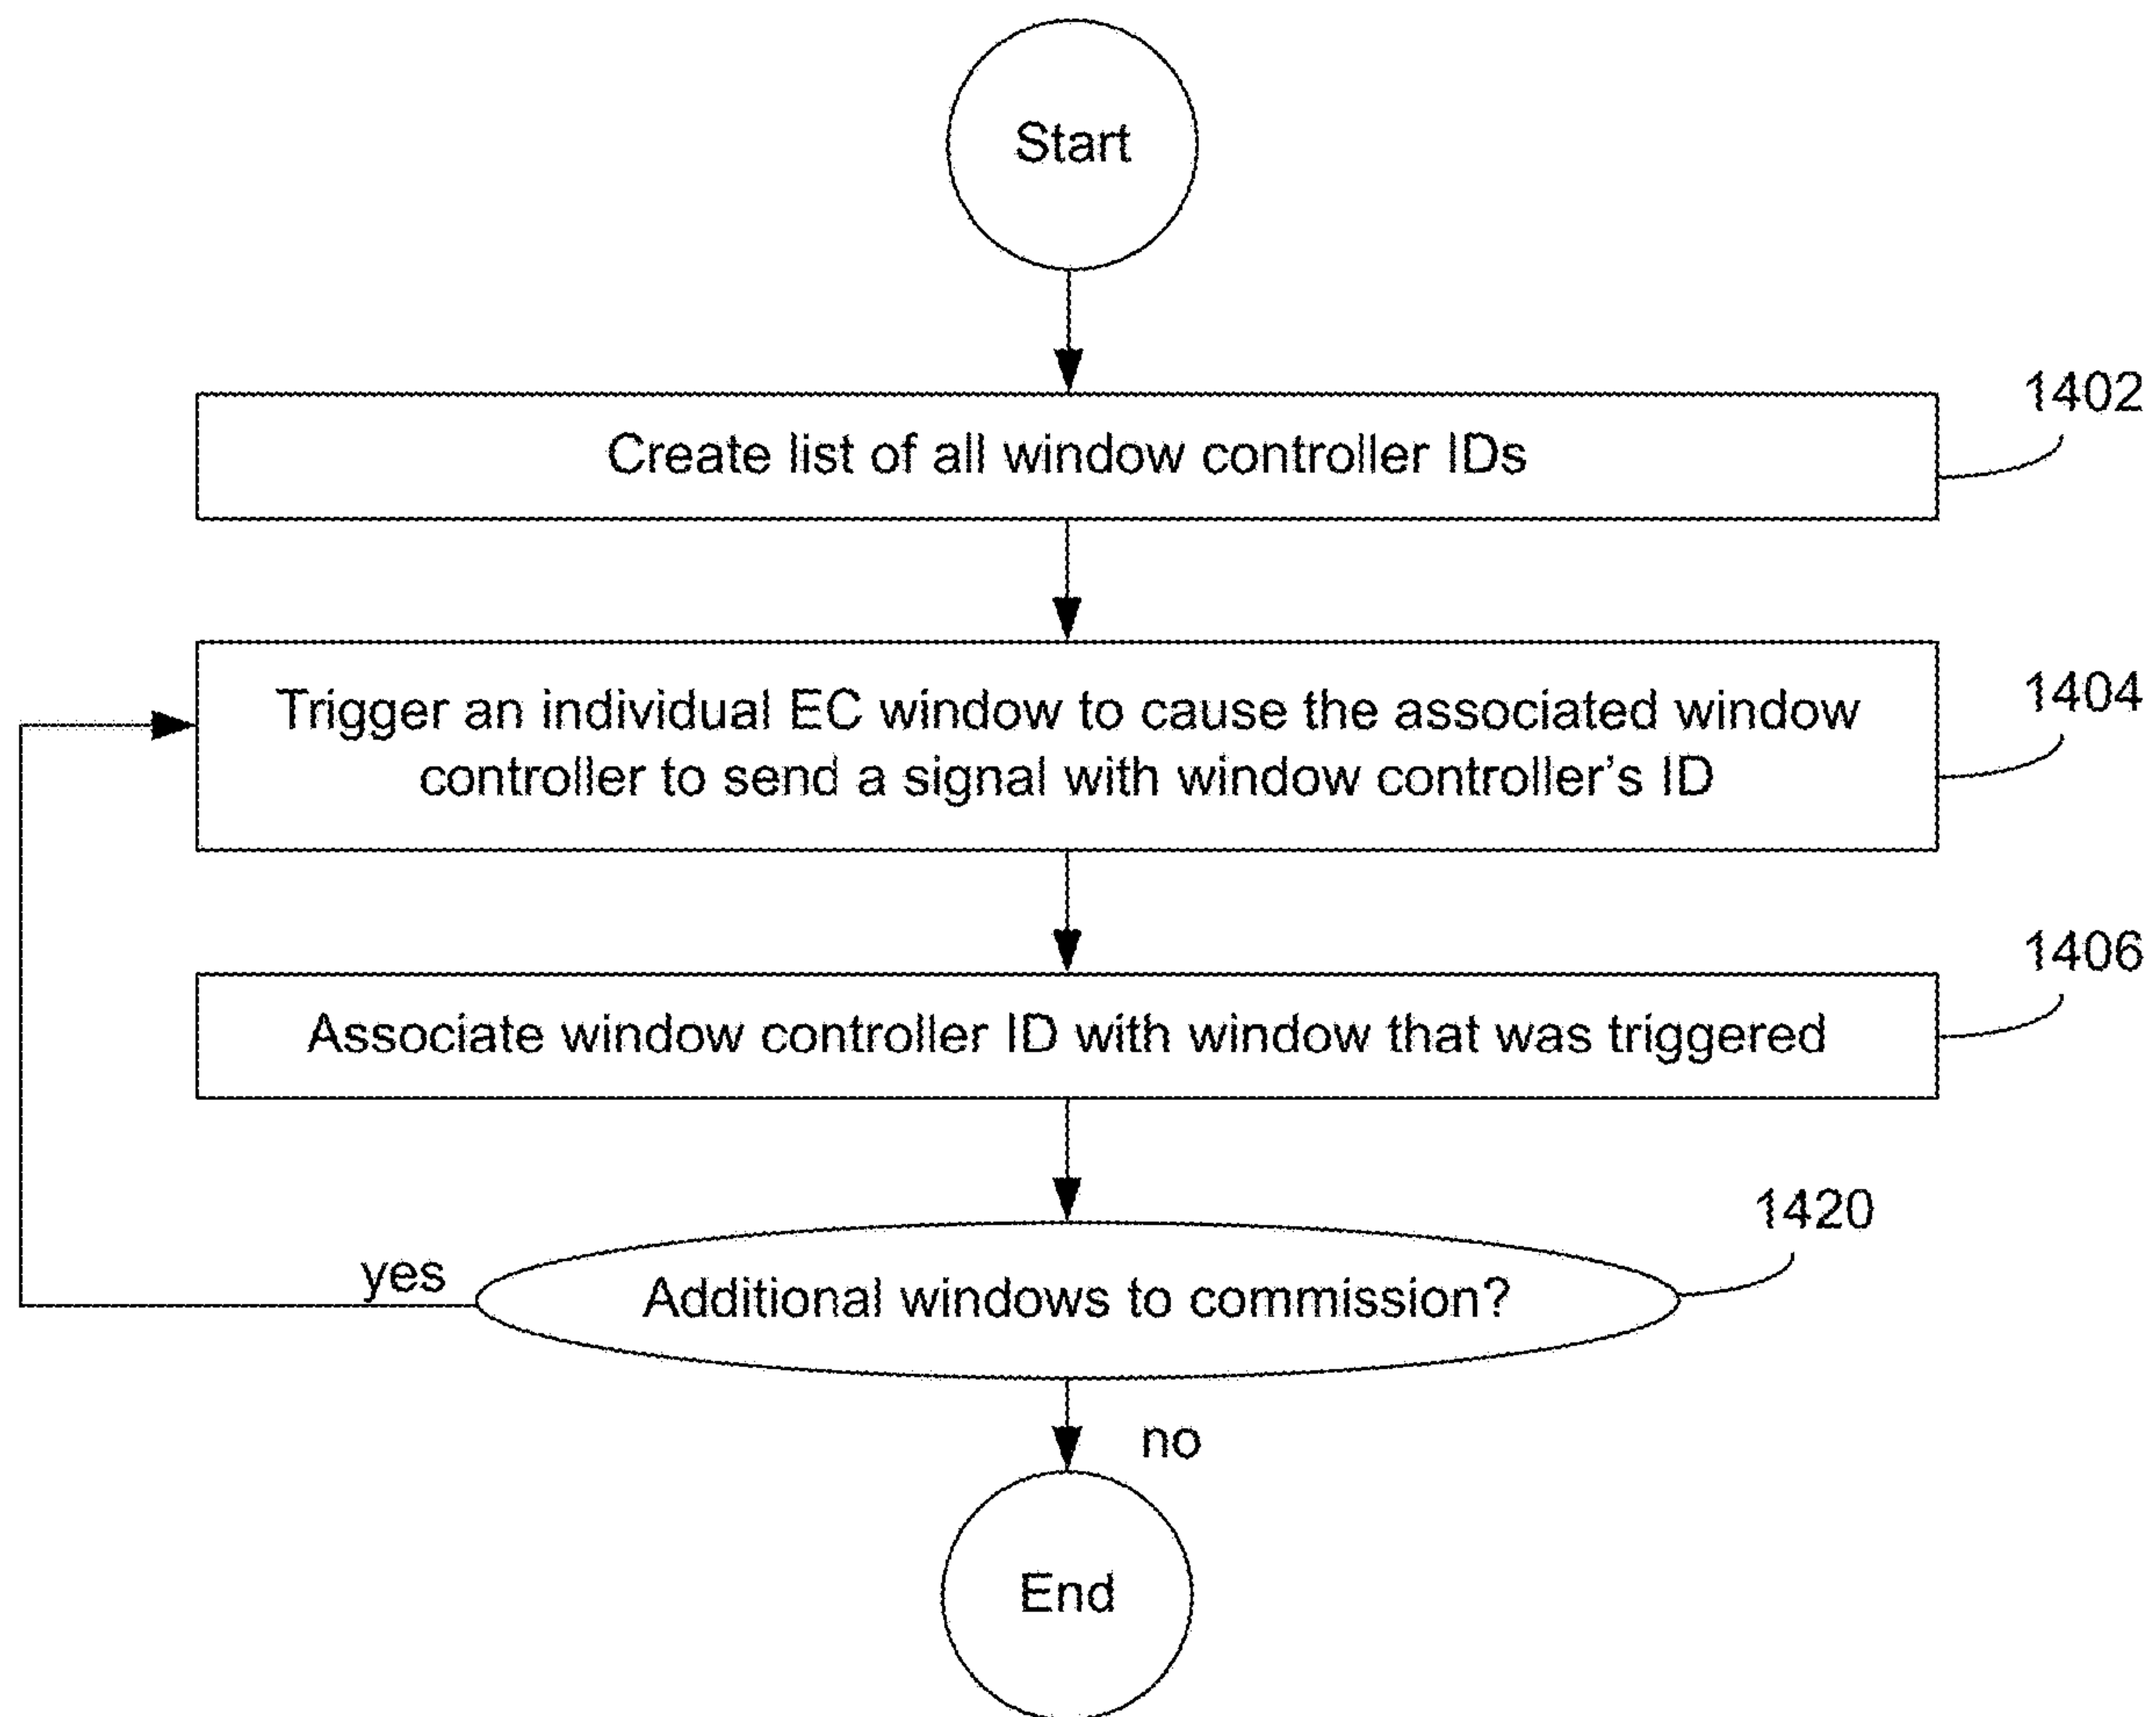 Start
1402
Create list of all window controller IDs
1404
Trigger an individual EC window to cause the associated window
controller to send a signal with window controller's ID
1406
Associate window controller ID with window that was triggered
1420
yes
Additional windows to commission?
no
End